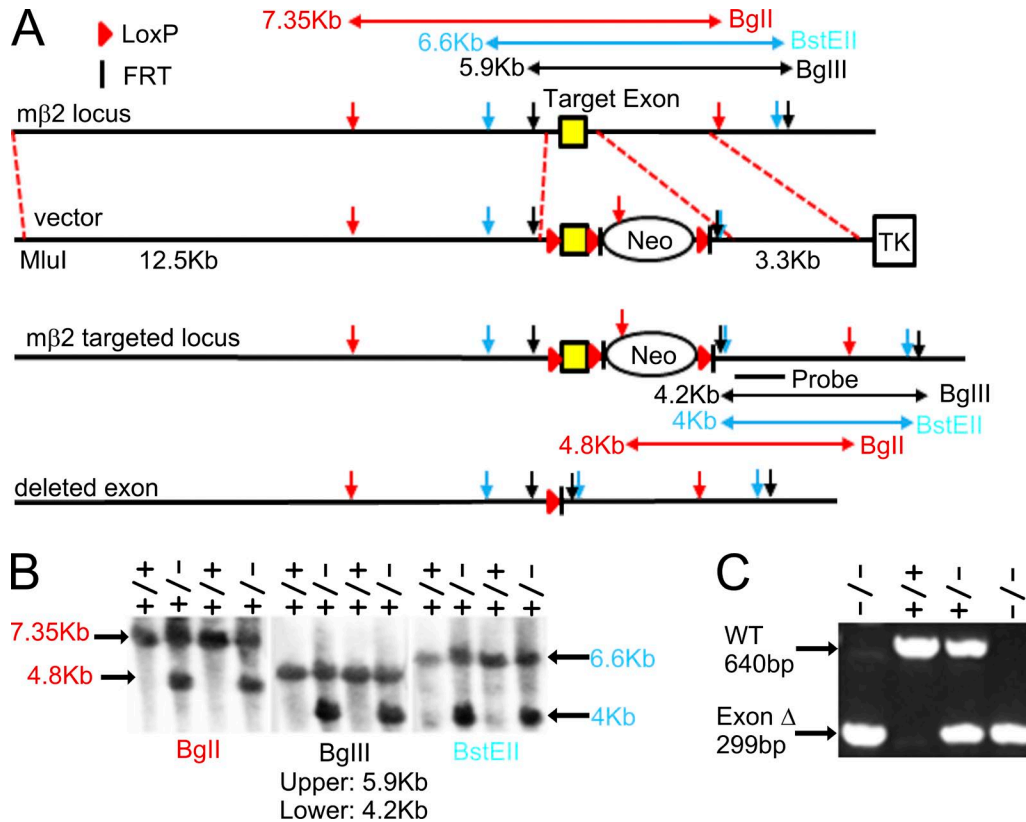 A
LoxP
FRT
7.35Kb BglI
6.6Kb BstEII
5.9Kb BglII
mβ2 locus
Target Exon
vector
Neo
TK
MluI 12.5Kb 3.3Kb
mβ2 targeted locus
Neo
Probe
4.2Kb BglII
4Kb BstEII
4.8Kb BglI
deleted exon
B
+/+ -/+ +/+ -/+ +/+ -/+ +/+ -/+ +/+ -/+ +/+ -/+
7.35Kb
4.8Kb
6.6Kb
4Kb
BglI BglII BstEII
Upper: 5.9Kb
Lower: 4.2Kb
C
-/- +/+ -/+ -/-
WT
640bp
Exon Δ
299bp